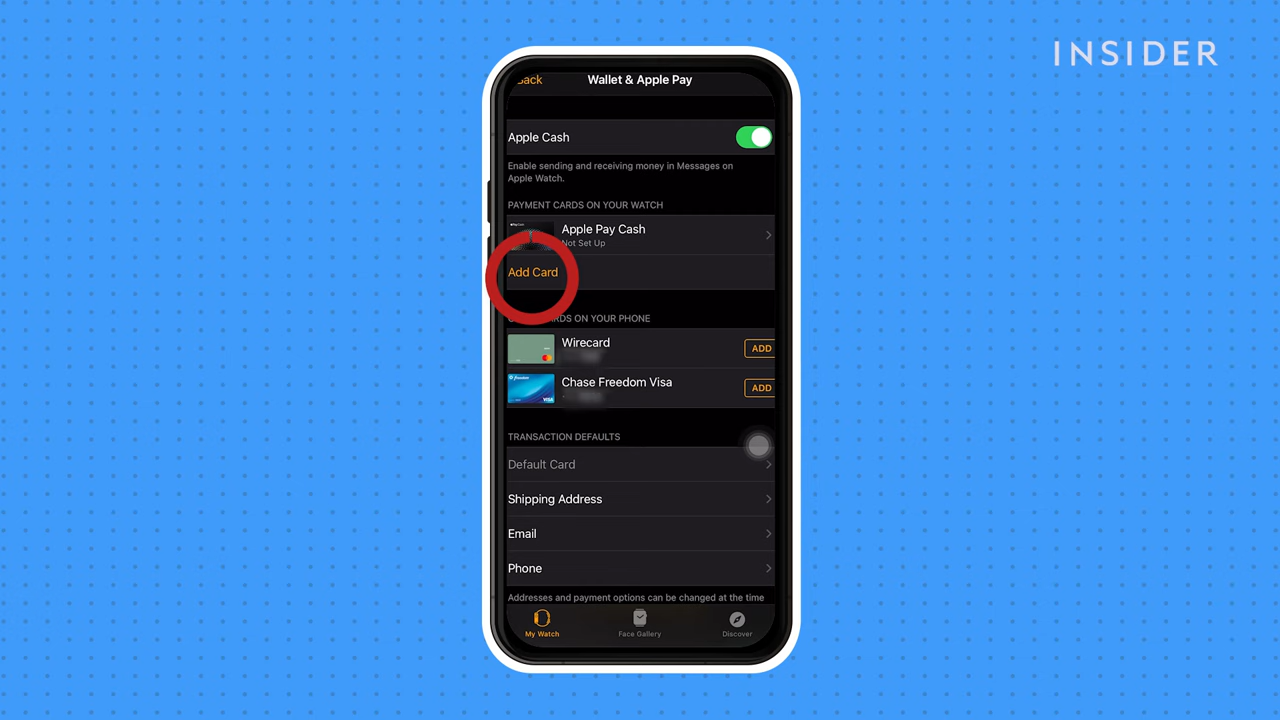 INSIDER
Back
Wallet & Apple Pay
Apple Cash
Enable sending and receiving money in Messages on
Apple Watch.
PAYMENT CARDS ON YOUR WATCH
Apple Pay Cash
Not Set Up
Add Card
CARDS ON YOUR PHONE
Wirecard
ADD
Chase Freedom Visa
ADD
freedom
VISA
TRANSACTION DEFAULTS
Default Card
Shipping Address
Email
Phone
Addresses and payment options can be changed at the time
My Watch
Face Gallery
Discover